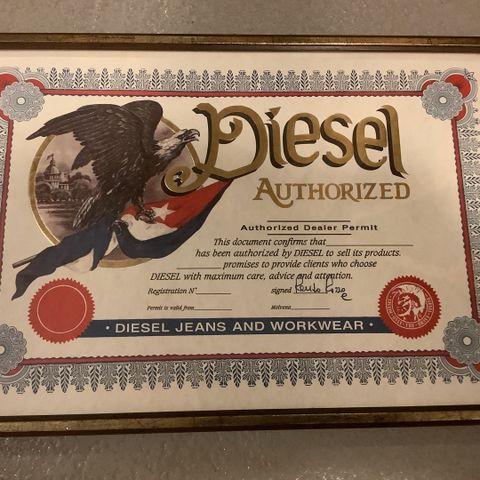 Diesel
AUTHORIZED
Authorized Dealer Permit
This document confirms that
has been authorized by DIESEL to sell its products.
promises to provide clients who choose
DIESEL with maximum care, advice and attention.
Registration N° signed Renzo Rosso
Permit is valid from Molvena
• DIESEL JEANS AND WORKWEAR •